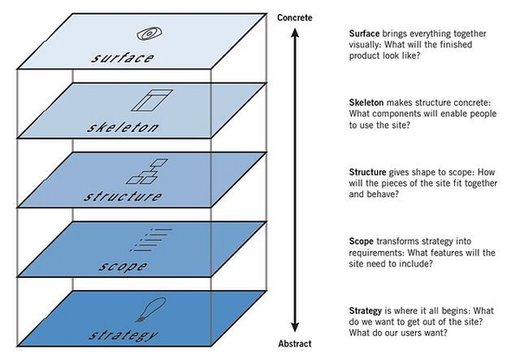 surface
skeleton
structure
scope
strategy
Concrete
Abstract
Surface brings everything together
visually: What will the finished
product look like?
Skeleton makes structure concrete:
What components will enable people
to use the site?
Structure gives shape to scope: How
will the pieces of the site fit together
and behave?
Scope transforms strategy into
requirements: What features will the
site need to include?
Strategy is where it all begins: What
do we want to get out of the site?
What do our users want?